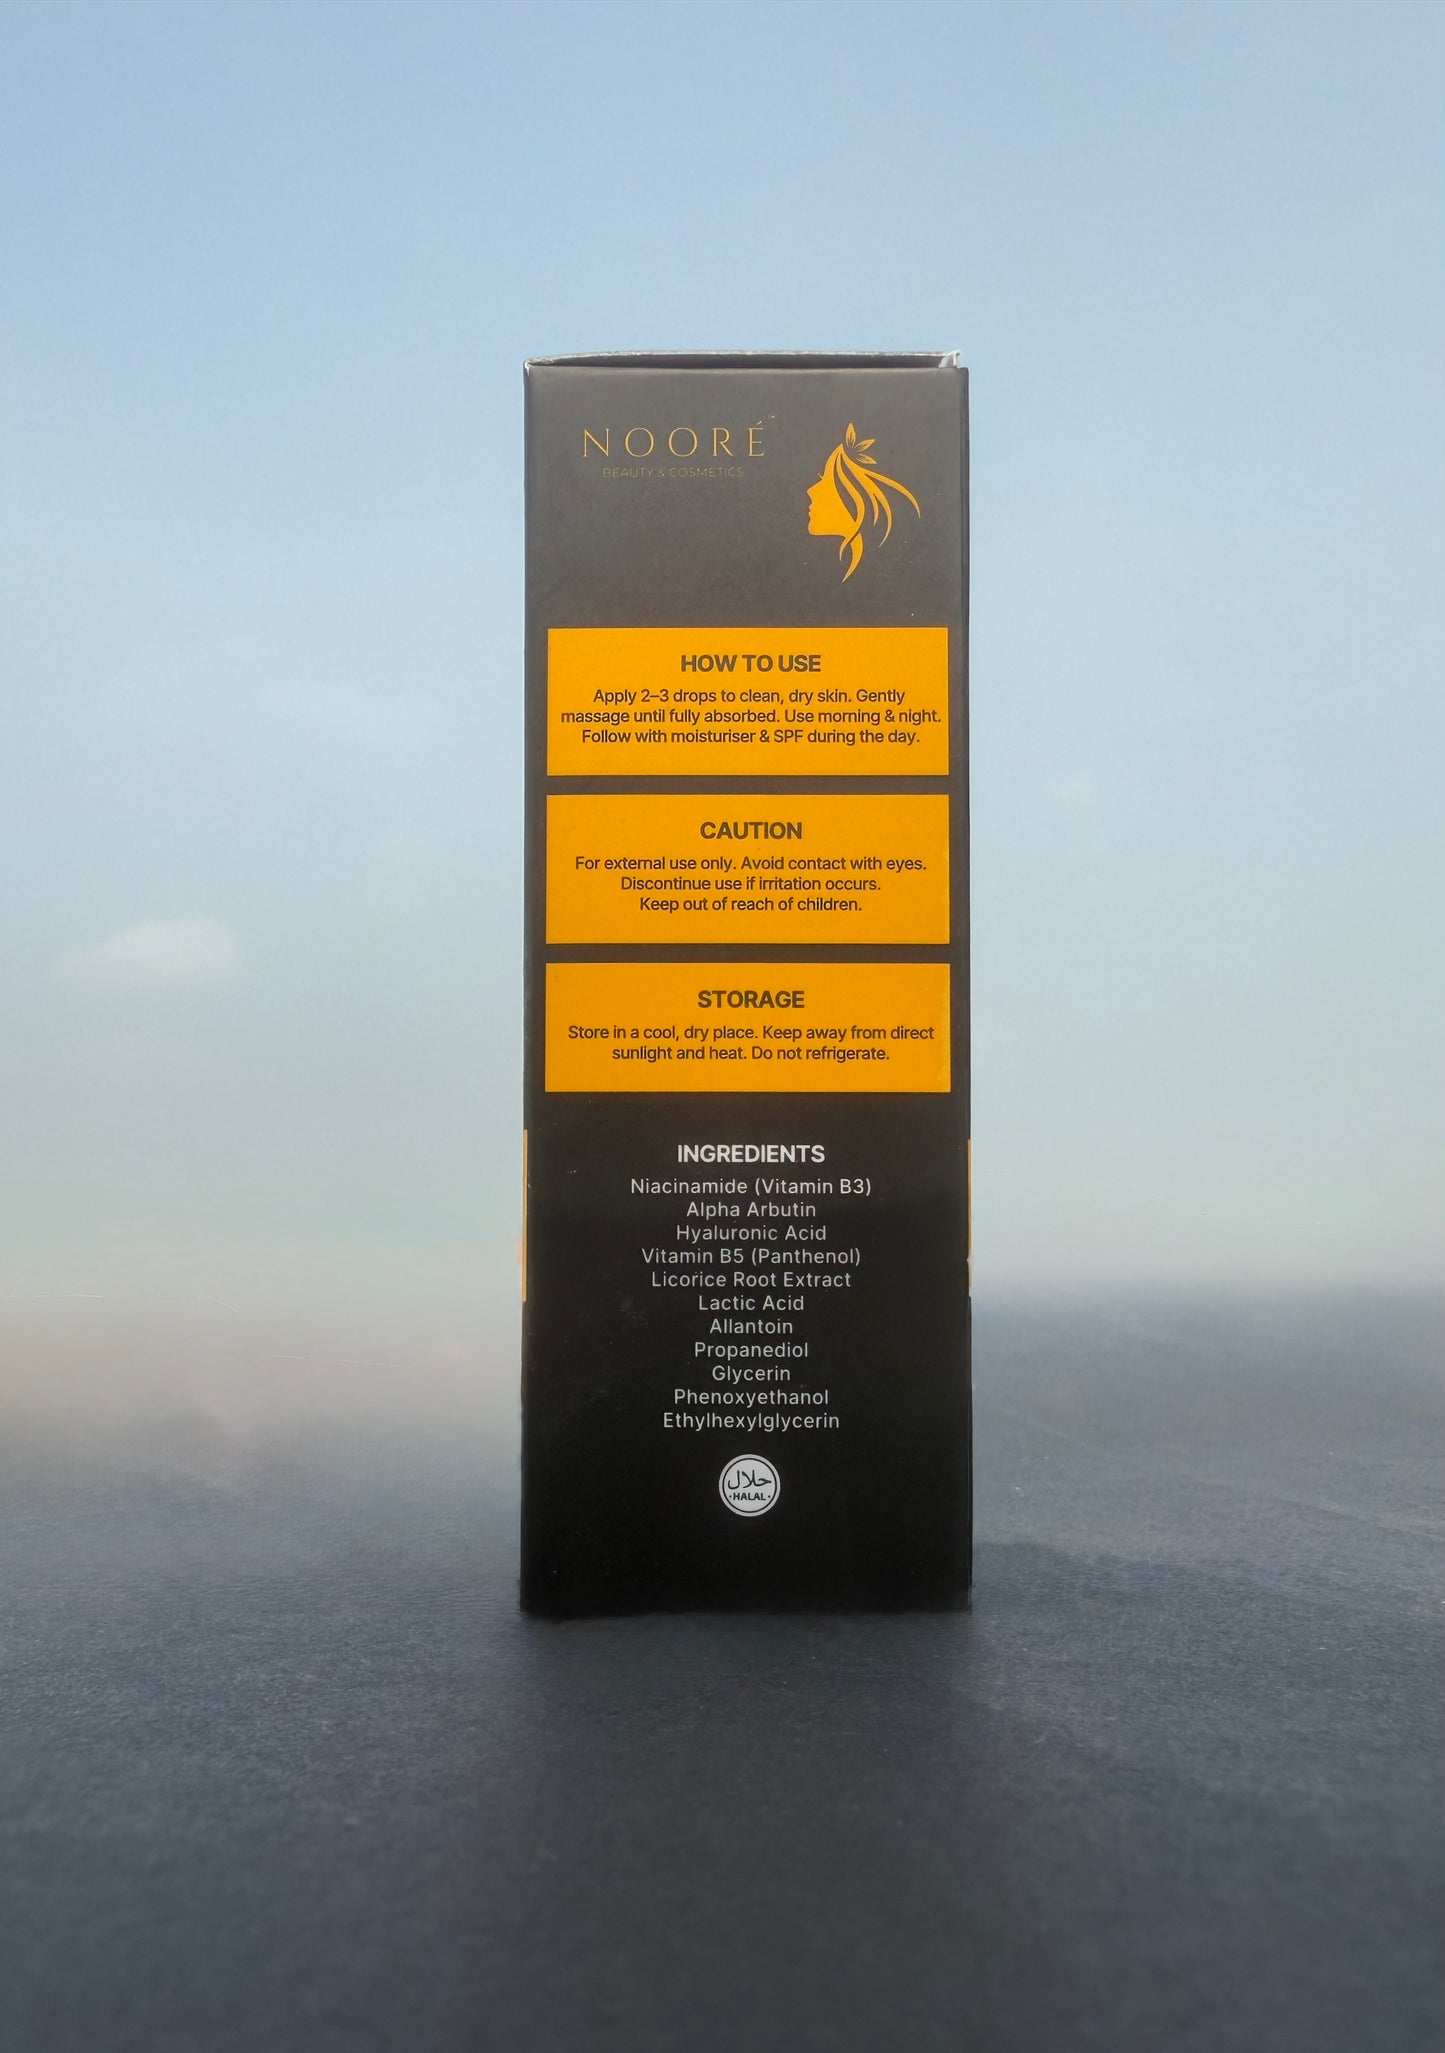 NOORÉ
BEAUTY & COSMETICS
HOW TO USE
Apply 2–3 drops to clean, dry skin. Gently
massage until fully absorbed. Use morning & night.
Follow with moisturiser & SPF during the day.
CAUTION
For external use only. Avoid contact with eyes.
Discontinue use if irritation occurs.
Keep out of reach of children.
STORAGE
Store in a cool, dry place. Keep away from direct
sunlight and heat. Do not refrigerate.
INGREDIENTS
Niacinamide (Vitamin B3)
Alpha Arbutin
Hyaluronic Acid
Vitamin B5 (Panthenol)
Licorice Root Extract
Lactic Acid
Allantoin
Propanediol
Glycerin
Phenoxyethanol
Ethylhexylglycerin
حلال
·HALAL·